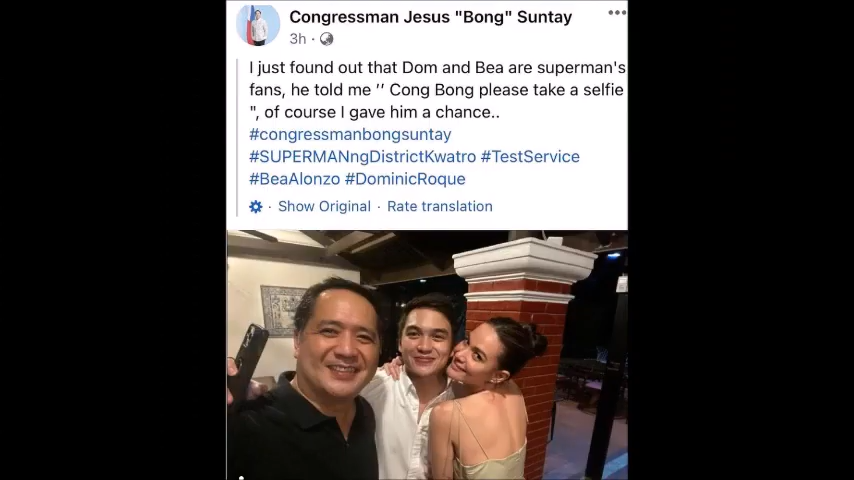 Congressman Jesus "Bong" Suntay
3h
I just found out that Dom and Bea are superman's
fans, he told me '' Cong Bong please take a selfie
", of course I gave him a chance..
#congressmanbongsuntay
#SUPERMANngDistrictKwatro #TestService
#BeaAlonzo #DominicRoque
· Show Original · Rate translation